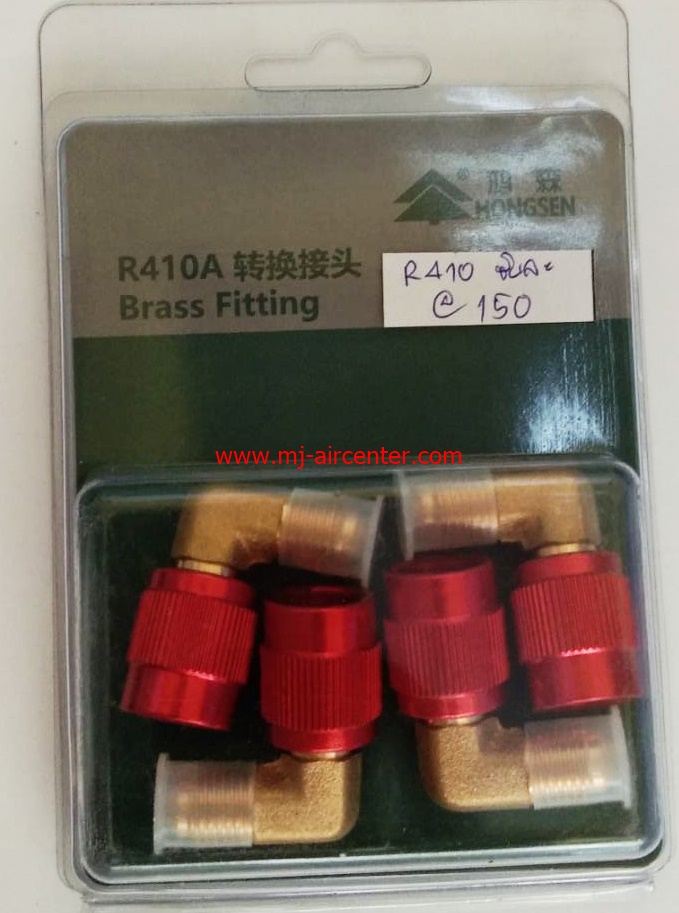 鸿森
HONGSEN
R410A 转换接头
Brass Fitting
R410
@ 150
www.mj-aircenter.com